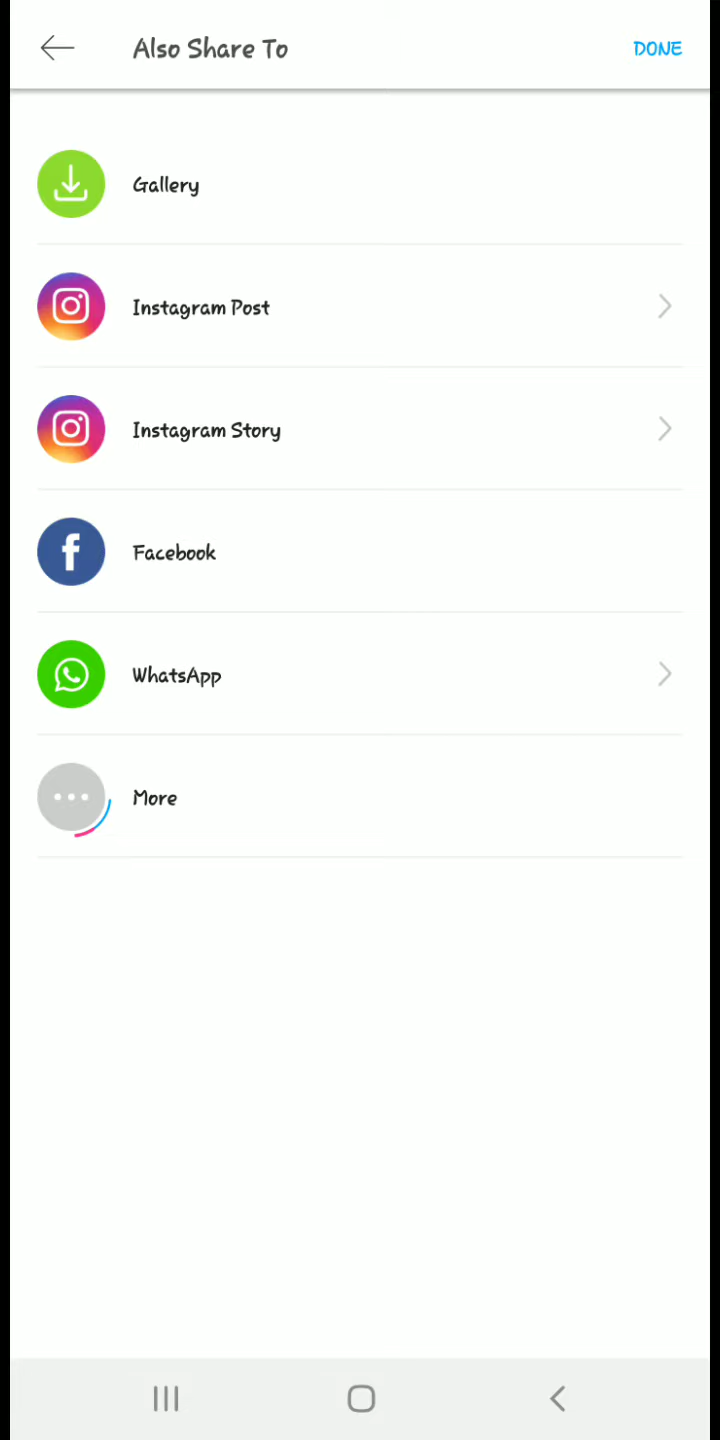 Also Share To
DONE
Gallery
Instagram Post
Instagram Story
Facebook
WhatsApp
More